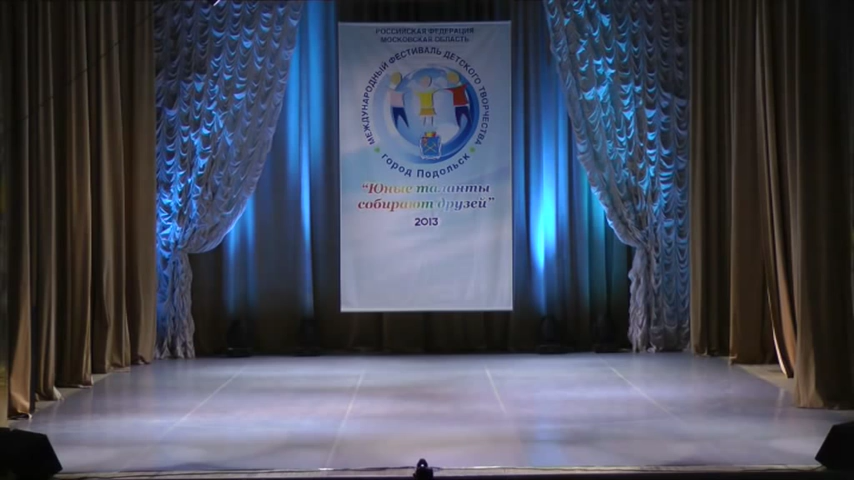 РОССИЙСКАЯ ФЕДЕРАЦИЯ
МОСКОВСКАЯ ОБЛАСТЬ
МЕЖДУНАРОДНЫЙ ФЕСТИВАЛЬ ДЕТСКОГО ТВОРЧЕСТВА
город Подольск
“Юные таланты
собирают друзей”
2013